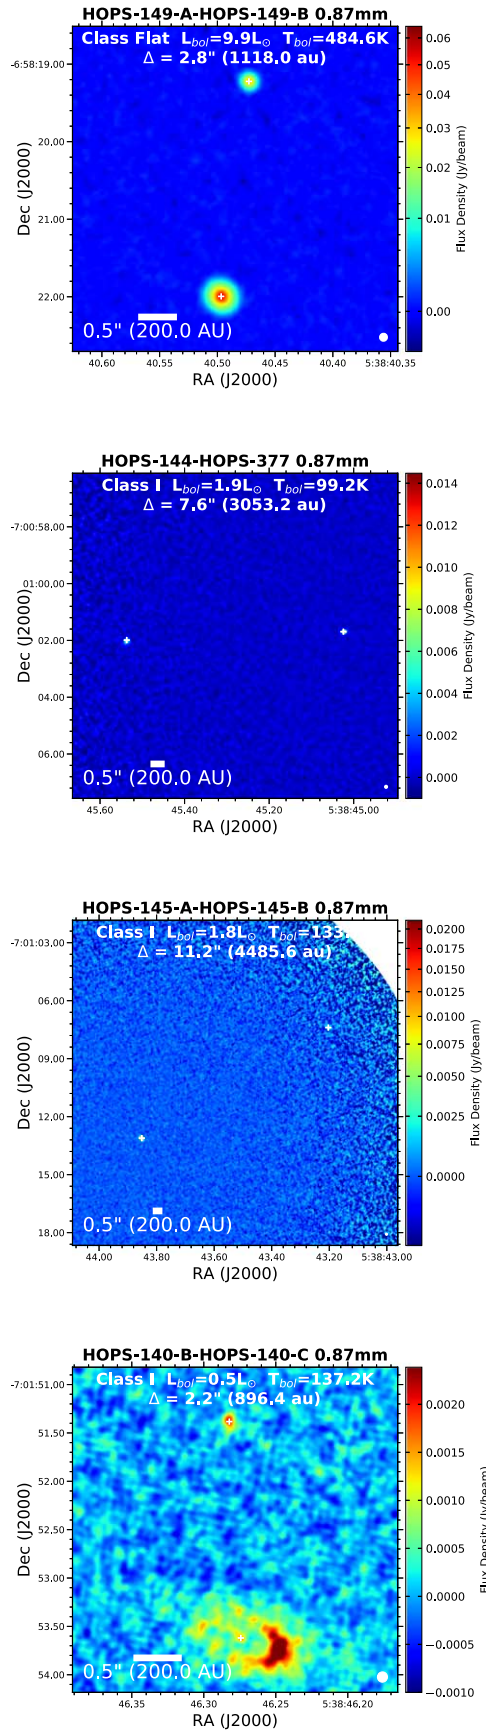 HOPS-149-A-HOPS-149-B 0.87mm
Class Flat L_bol=9.9L⊙ T_bol=484.6K
Δ = 2.8" (1118.0 au)
-6:58:19.00
20.00
21.00
22.00
Dec (J2000)
0.5" (200.0 AU)
40.60 40.55 40.50 40.45 40.40 5:38:40.35
RA (J2000)
0.06
0.05
0.04
0.03
0.02
0.01
0.00
Flux Density (Jy/beam)
HOPS-144-HOPS-377 0.87mm
Class I L_bol=1.9L⊙ T_bol=99.2K
Δ = 7.6" (3053.2 au)
-7:00:58.00
01:00.00
02.00
04.00
06.00
Dec (J2000)
0.5" (200.0 AU)
45.60 45.40 45.20 5:38:45.00
RA (J2000)
0.014
0.012
0.010
0.008
0.006
0.004
0.002
0.000
Flux Density (Jy/beam)
HOPS-145-A-HOPS-145-B 0.87mm
Class I L_bol=1.8L⊙ T_bol=133
Δ = 11.2" (4485.6 au)
-7:01:03.00
06.00
09.00
12.00
15.00
18.00
Dec (J2000)
0.5" (200.0 AU)
44.00 43.80 43.60 43.40 43.20 5:38:43.00
RA (J2000)
0.0200
0.0175
0.0150
0.0125
0.0100
0.0075
0.0050
0.0025
0.0000
Flux Density (Jy/beam)
HOPS-140-B-HOPS-140-C 0.87mm
Class I L_bol=0.5L⊙ T_bol=137.2K
Δ = 2.2" (896.4 au)
-7:01:51.00
51.50
52.00
52.50
53.00
53.50
54.00
Dec (J2000)
0.5" (200.0 AU)
46.35 46.30 46.25 5:38:46.20
RA (J2000)
0.0020
0.0015
0.0010
0.0005
0.0000
−0.0005
−0.0010
Flux Density (Jy/beam)